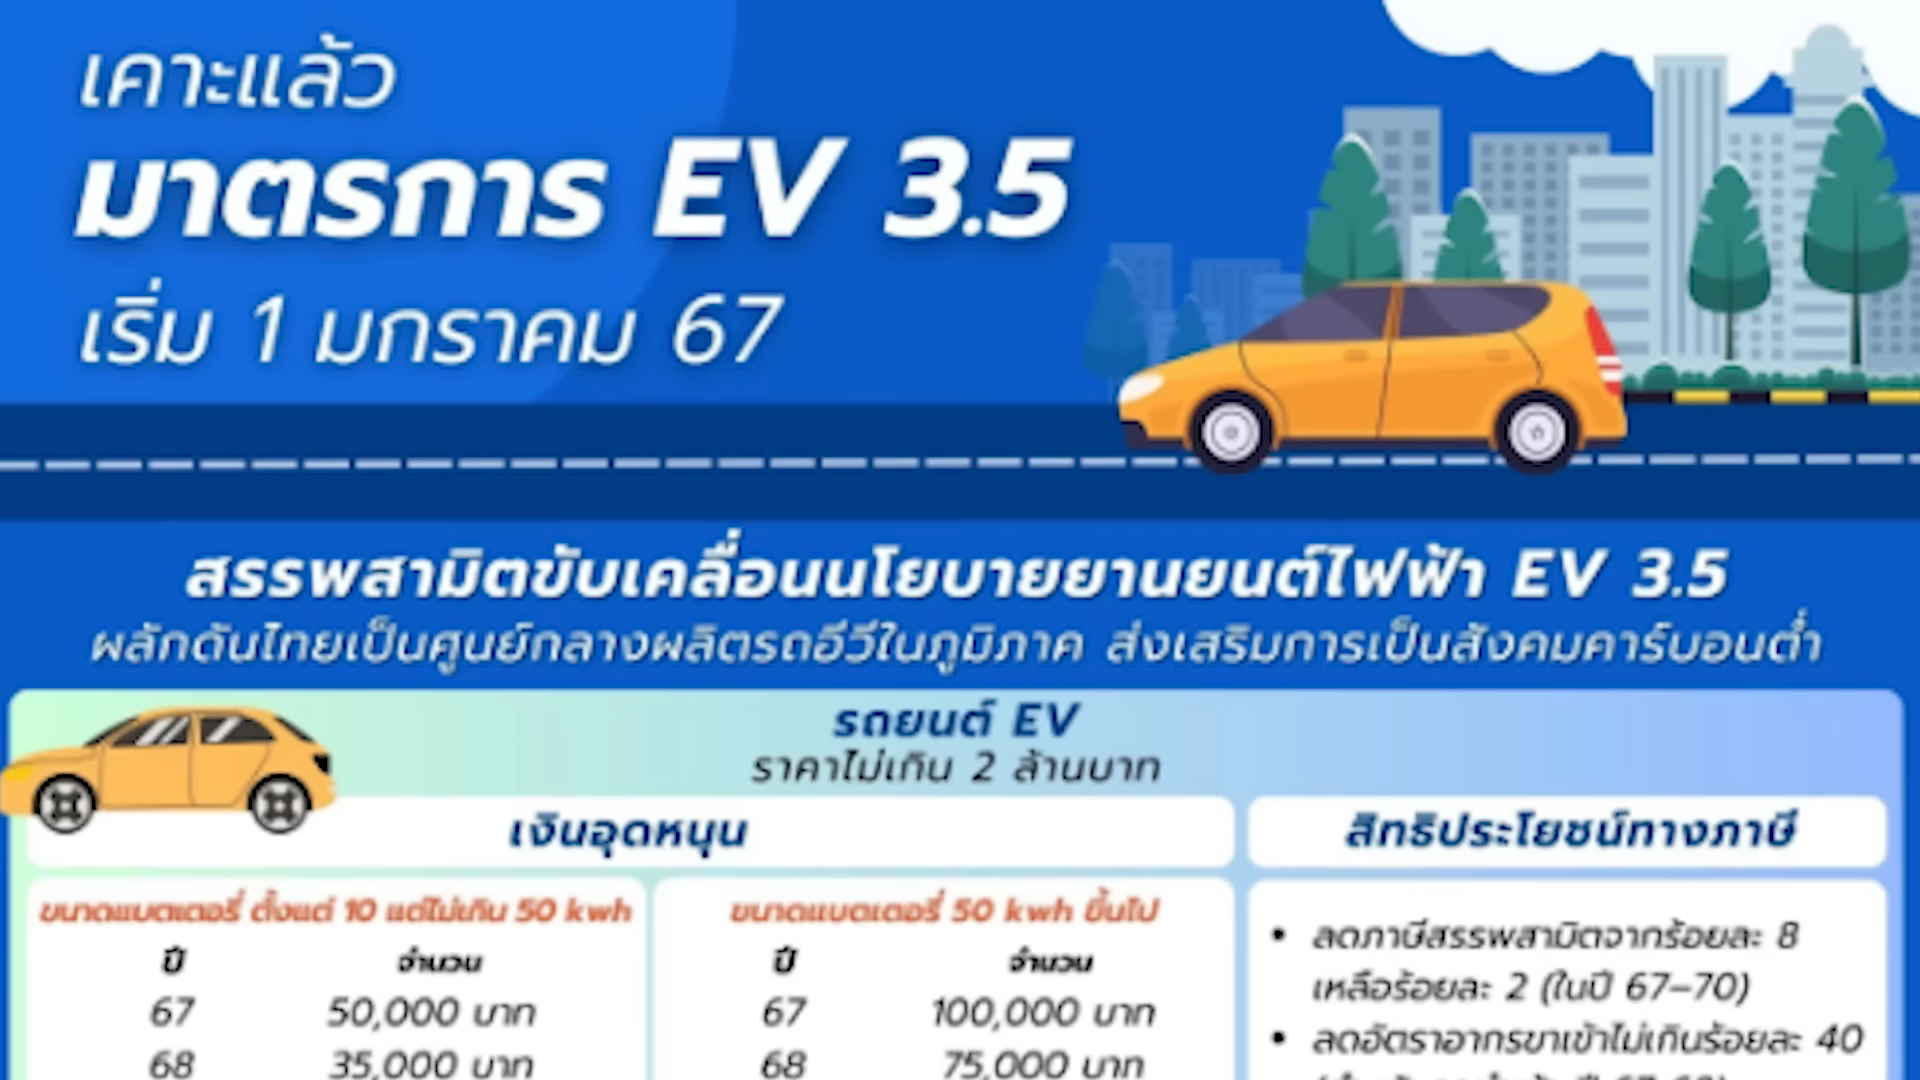 เคาะแล้ว
มาตรการ EV 3.5
เริ่ม 1 มกราคม 67
สรรพสามิตขับเคลื่อนนโยบายยานยนต์ไฟฟ้า EV 3.5
ผลักดันไทยเป็นศูนย์กลางผลิตรถอีวีในภูมิภาค ส่งเสริมการเป็นสังคมคาร์บอนต่ำ
รถยนต์ EV
ราคาไม่เกิน 2 ล้านบาท
เงินอุดหนุน
ขนาดแบตเตอรี่ ตั้งแต่ 10 แต่ไม่เกิน 50 kwh
ปี จำนวน
67 50,000 บาท
68 35,000 บาท
ขนาดแบตเตอรี่ 50 kwh ขึ้นไป
ปี จำนวน
67 100,000 บาท
68 75,000 บาท
สิทธิประโยชน์ทางภาษี
• ลดภาษีสรรพสามิตจากร้อยละ 8
เหลือร้อยละ 2 (ในปี 67–70)
• ลดอัตราอากรขาเข้าไม่เกินร้อยละ 40